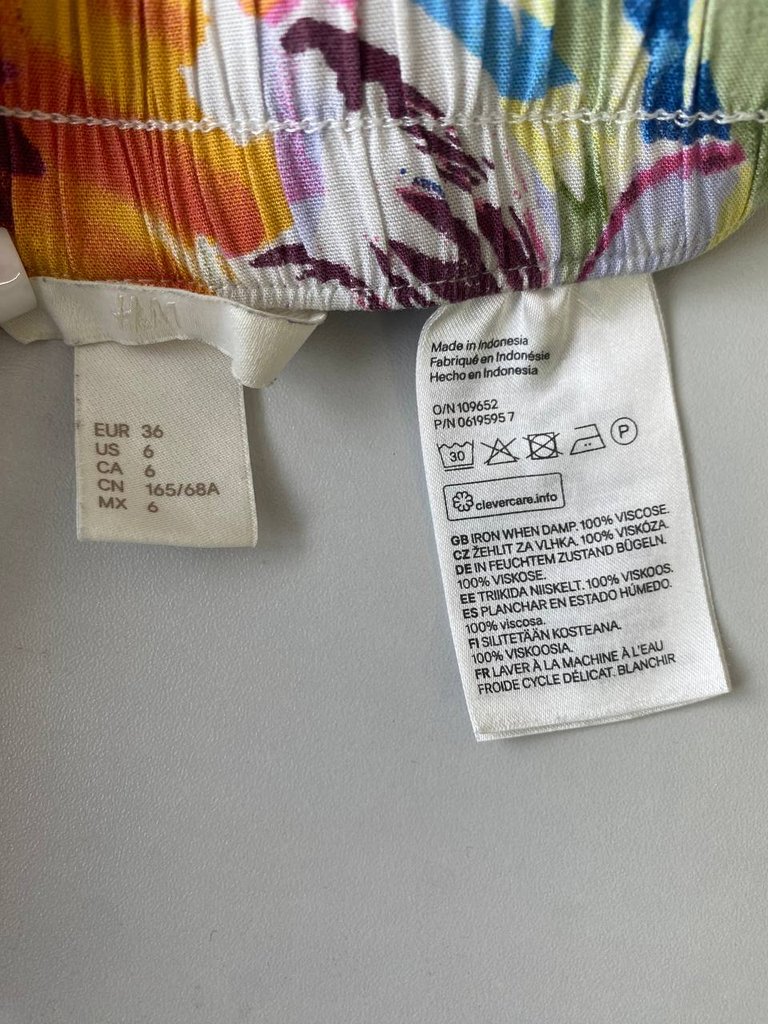 H&M
EUR 36
US 6
CA 6
CN 165/68A
MX 6
Made in Indonesia
Fabriqué en Indonésie
Hecho en Indonesia
O/N 109652
P/N 0619595 7
30
P
clevercare.info
GB IRON WHEN DAMP. 100% VISCOSE.
CZ ŽEHLIT ZA VLHKA. 100% VISKÓZA.
DE IN FEUCHTEM ZUSTAND BÜGELN.
100% VISKOSE.
EE TRIIKIDA NIISKELT. 100% VISKOOS.
ES PLANCHAR EN ESTADO HÚMEDO.
100% viscosa.
FI SILITETÄÄN KOSTEANA.
100% VISKOOSIA.
FR LAVER À LA MACHINE À L'EAU
FROIDE CYCLE DÉLICAT. BLANCHIR